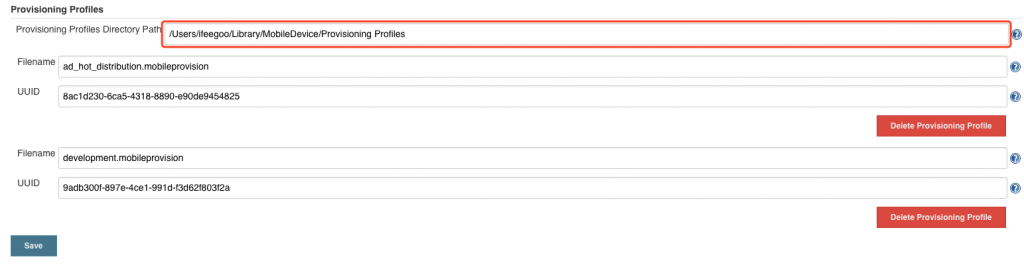 Provisioning Profiles
Provisioning Profiles Directory Path /Users/ifeegoo/Library/MobileDevice/Provisioning Profiles
Filename ad_hot_distribution.mobileprovision
UUID 8ac1d230-6ca5-4318-8890-e90de9454825
Delete Provisioning Profile
Filename development.mobileprovision
UUID 9adb300f-897e-4ce1-991d-f3d62f803f2a
Delete Provisioning Profile
Save